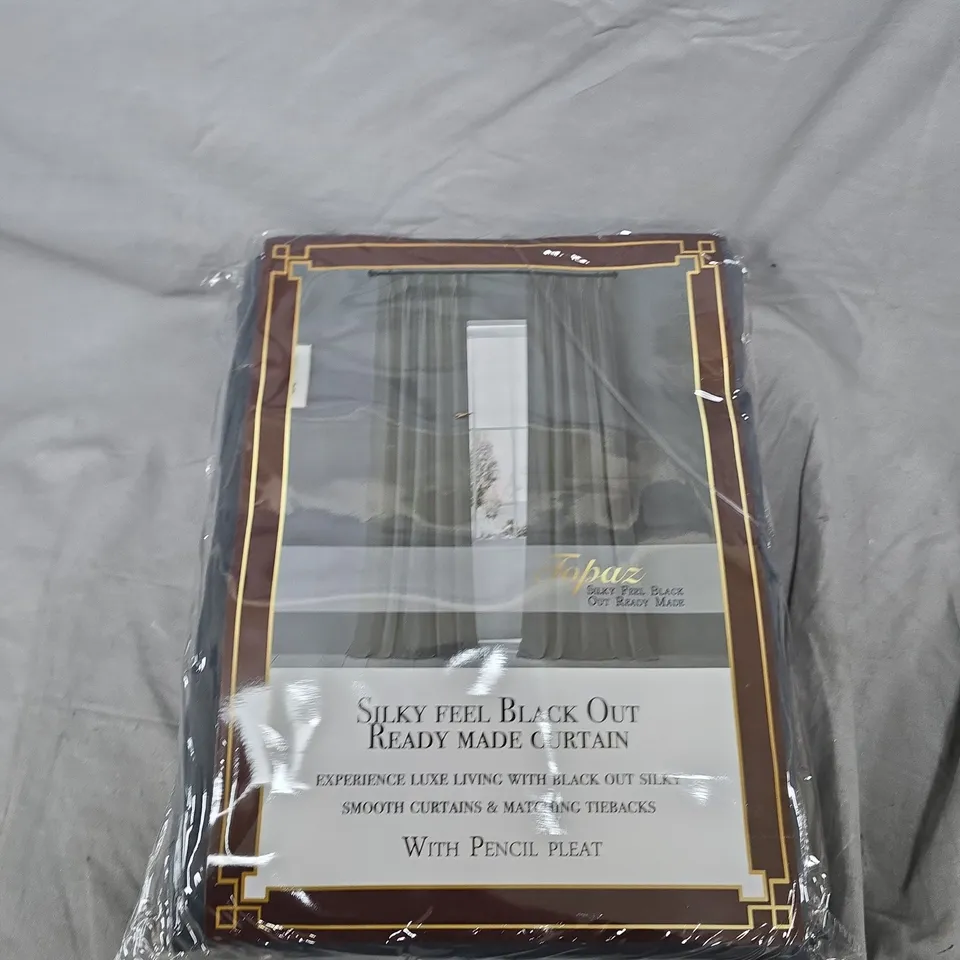 Topaz
Silky Feel Black
Out Ready Made
Silky feel Black Out
Ready made curtain
EXPERIENCE LUXE LIVING WITH BLACK OUT SILKY
SMOOTH CURTAINS & MATCHING TIEBACKS
With Pencil pleat